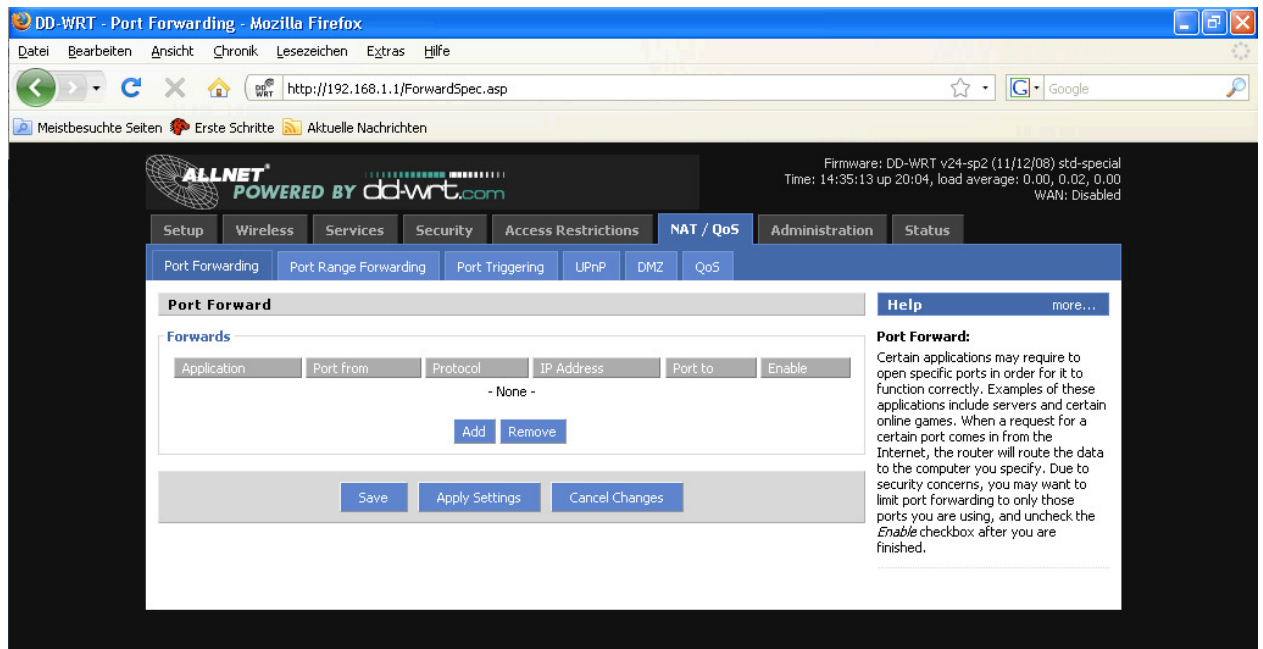 DD-WRT - Port Forwarding - Mozilla Firefox
Datei Bearbeiten Ansicht Chronik Lesezeichen Extras Hilfe
DD WRT http://192.168.1.1/ForwardSpec.asp G Google
Meistbesuchte Seiten Erste Schritte Aktuelle Nachrichten
ALLNET®
POWERED BY dd-wrt.com
Firmware: DD-WRT v24-sp2 (11/12/08) std-special
Time: 14:35:13 up 20:04, load average: 0.00, 0.02, 0.00
WAN: Disabled
Setup Wireless Services Security Access Restrictions NAT / QoS Administration Status
Port Forwarding Port Range Forwarding Port Triggering UPnP DMZ QoS
Port Forward
Forwards
Application Port from Protocol IP Address Port to Enable
- None -
Add Remove
Save Apply Settings Cancel Changes
Help more...
Port Forward:
Certain applications may require to
open specific ports in order for it to
function correctly. Examples of these
applications include servers and certain
online games. When a request for a
certain port comes in from the
Internet, the router will route the data
to the computer you specify. Due to
security concerns, you may want to
limit port forwarding to only those
ports you are using, and uncheck the
Enable checkbox after you are
finished.